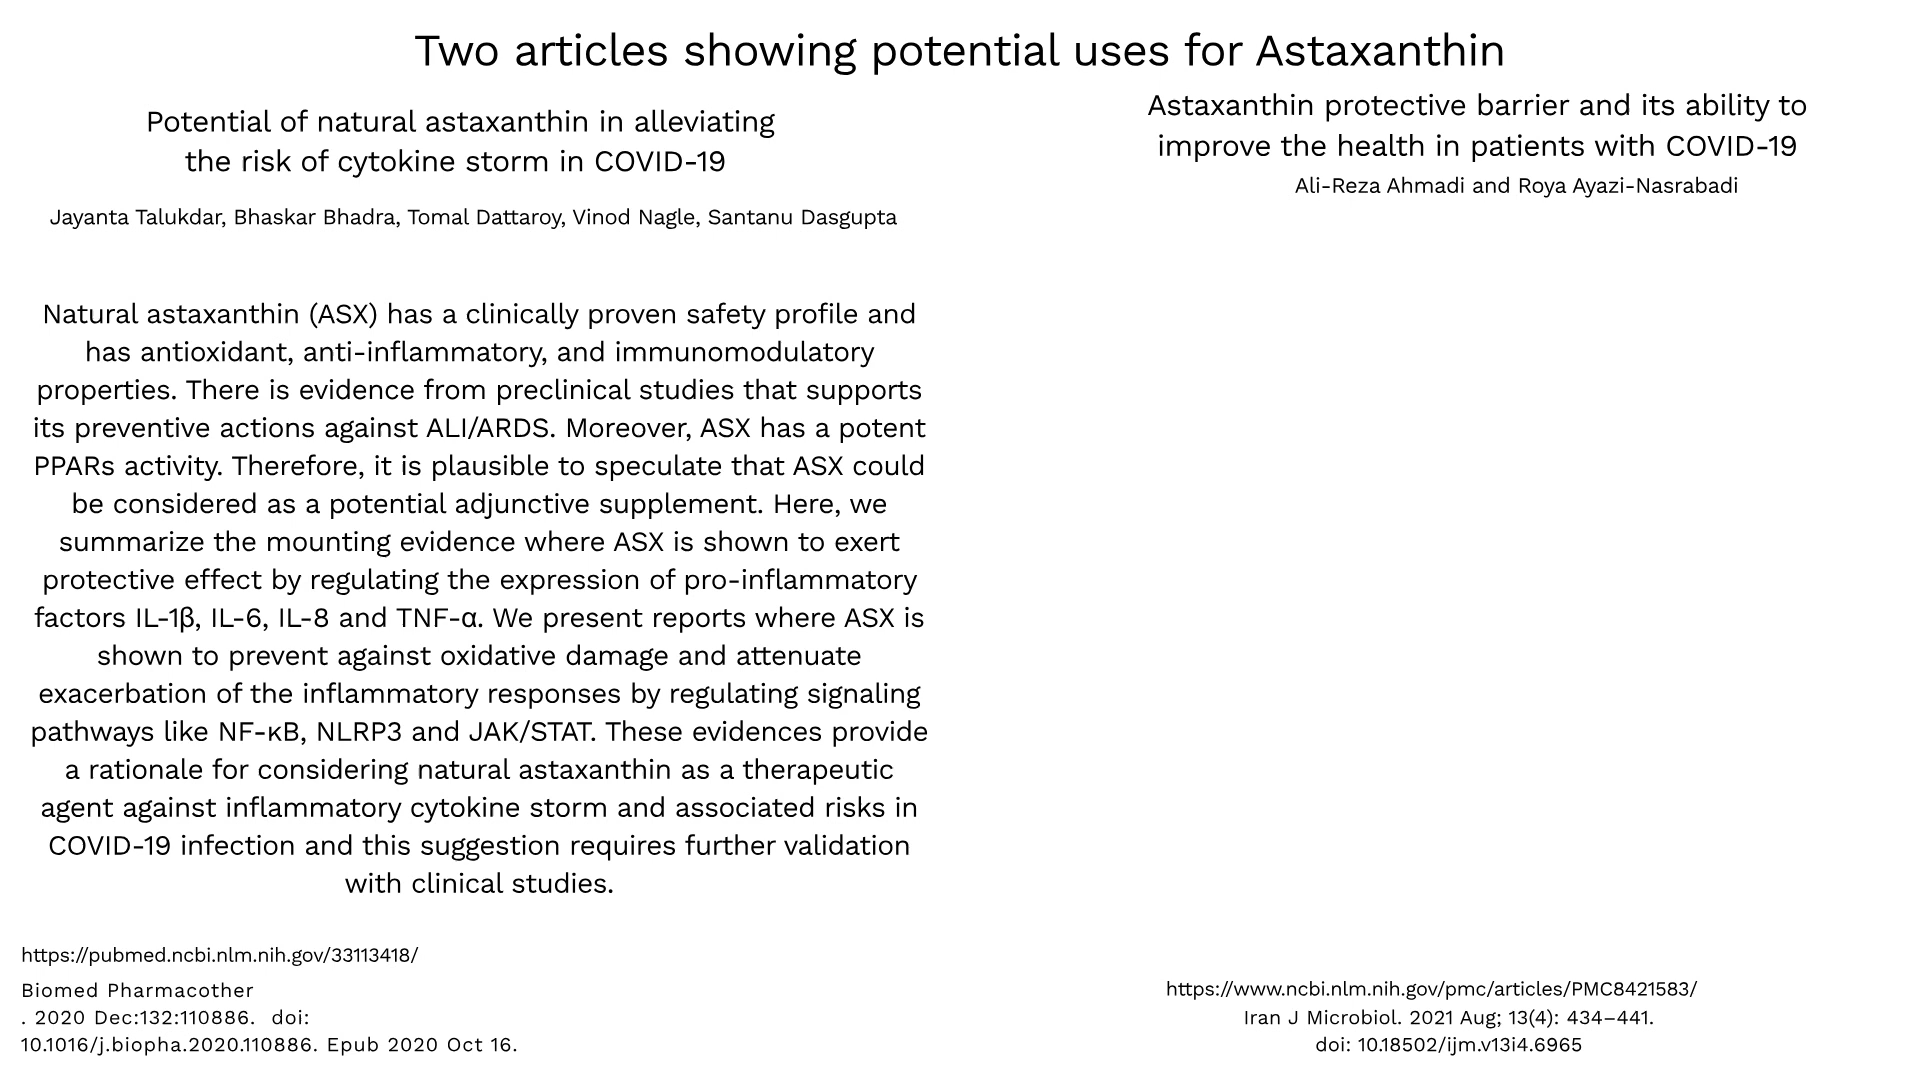 Two articles showing potential uses for Astaxanthin
Potential of natural astaxanthin in alleviating
the risk of cytokine storm in COVID-19
Jayanta Talukdar, Bhaskar Bhadra, Tomal Dattaroy, Vinod Nagle, Santanu Dasgupta
Natural astaxanthin (ASX) has a clinically proven safety profile and
has antioxidant, anti-inflammatory, and immunomodulatory
properties. There is evidence from preclinical studies that supports
its preventive actions against ALI/ARDS. Moreover, ASX has a potent
PPARs activity. Therefore, it is plausible to speculate that ASX could
be considered as a potential adjunctive supplement. Here, we
summarize the mounting evidence where ASX is shown to exert
protective effect by regulating the expression of pro-inflammatory
factors IL-1β, IL-6, IL-8 and TNF-α. We present reports where ASX is
shown to prevent against oxidative damage and attenuate
exacerbation of the inflammatory responses by regulating signaling
pathways like NF-κB, NLRP3 and JAK/STAT. These evidences provide
a rationale for considering natural astaxanthin as a therapeutic
agent against inflammatory cytokine storm and associated risks in
COVID-19 infection and this suggestion requires further validation
with clinical studies.
https://pubmed.ncbi.nlm.nih.gov/33113418/
Biomed Pharmacother
. 2020 Dec:132:110886. doi:
10.1016/j.biopha.2020.110886. Epub 2020 Oct 16.
Astaxanthin protective barrier and its ability to
improve the health in patients with COVID-19
Ali-Reza Ahmadi and Roya Ayazi-Nasrabadi
https://www.ncbi.nlm.nih.gov/pmc/articles/PMC8421583/
Iran J Microbiol. 2021 Aug; 13(4): 434–441.
doi: 10.18502/ijm.v13i4.6965